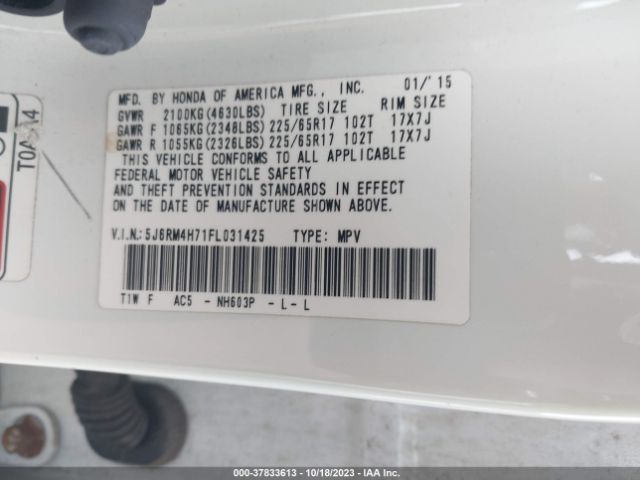 MFD. BY HONDA OF AMERICA MFG., INC. 01/'15
GVWR 2100KG(4630LBS) TIRE SIZE RIM SIZE
GAWR F 1065KG(2348LBS) 225/65R17 102T 17X7J
GAWR R 1055KG(2326LBS) 225/65R17 102T 17X7J
THIS VEHICLE CONFORMS TO ALL APPLICABLE
FEDERAL MOTOR VEHICLE SAFETY
AND THEFT PREVENTION STANDARDS IN EFFECT
ON THE DATE OF MANUFACTURE SHOWN ABOVE.
V.I.N.:5J6RM4H71FL031425 TYPE: MPV
T1W F AC5 - NH603P - L - L
000-37833613 - 10/18/2023 - IAA Inc.